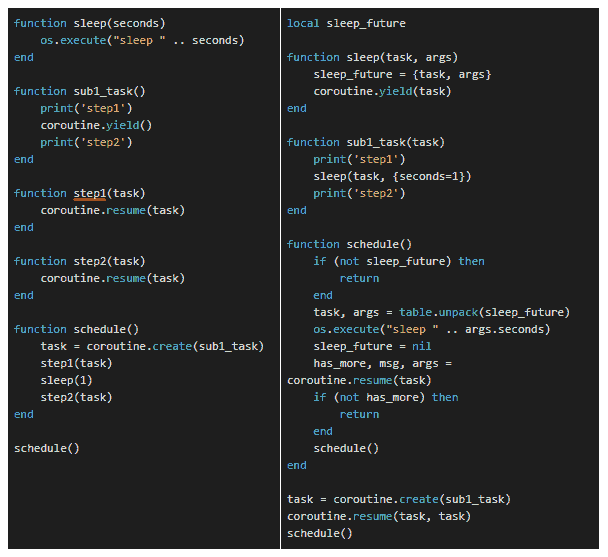 function sleep(seconds)
    os.execute("sleep " .. seconds)
end

function sub1_task()
    print('step1')
    coroutine.yield()
    print('step2')
end

function step1(task)
    coroutine.resume(task)
end

function step2(task)
    coroutine.resume(task)
end

function schedule()
    task = coroutine.create(sub1_task)
    step1(task)
    sleep(1)
    step2(task)
end

schedule()

local sleep_future

function sleep(task, args)
    sleep_future = {task, args}
    coroutine.yield(task)
end

function sub1_task(task)
    print('step1')
    sleep(task, {seconds=1})
    print('step2')
end

function schedule()
    if (not sleep_future) then
        return
    end
    task, args = table.unpack(sleep_future)
    os.execute("sleep " .. args.seconds)
    sleep_future = nil
    has_more, msg, args =
coroutine.resume(task)
    if (not has_more) then
        return
    end
    schedule()
end

task = coroutine.create(sub1_task)
coroutine.resume(task, task)
schedule()